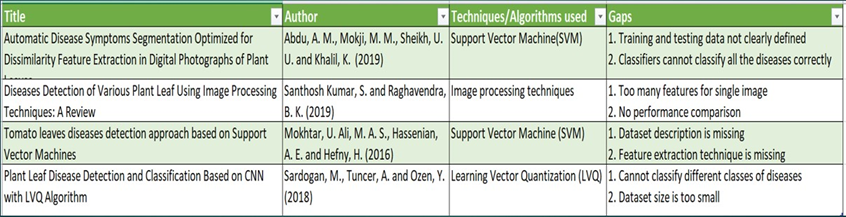 Title Author Techniques/Algorithms used Gaps
Automatic Disease Symptoms Segmentation Optimized for
Dissimilarity Feature Extraction in Digital Photographs of Plant
Abdu, A. M., Mokji, M. M., Sheikh, U.
U. and Khalil, K. (2019)
Support Vector Machine(SVM)
1. Training and testing data not clearly defined
2. Classifiers cannot classify all the diseases correctly
Diseases Detection of Various Plant Leaf Using Image Processing
Techniques: A Review
Santhosh Kumar, S. and Raghavendra,
B. K. (2019)
Image processing techniques
1. Too many features for single image
2. No performance comparison
Tomato leaves diseases detection approach based on Support
Vector Machines
Mokhtar, U. Ali, M. A. S., Hassenian,
A. E. and Hefny, H. (2016)
Support Vector Machine (SVM)
1. Dataset description is missing
2. Feature extraction technique is missing
Plant Leaf Disease Detection and Classification Based on CNN
with LVQ Algorithm
Sardogan, M., Tuncer, A. and Ozen, Y.
(2018)
Learning Vector Quantization (LVQ)
1. Cannot classify different classes of diseases
2. Dataset size is too small